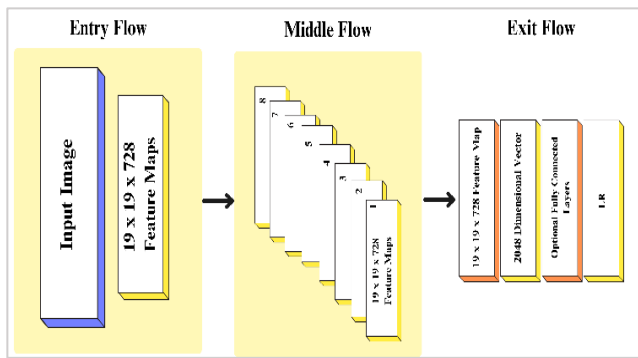 Entry Flow
Middle Flow
Exit Flow
Input Image
19 x 19 x 728
Feature Maps
8
7
6
5
4
3
2
1
19 x 19 x 728
Feature Maps
19 x 19 x 728 Feature Map
2048 Dimensional Vector
Optional Fully Connected
Layers
LR